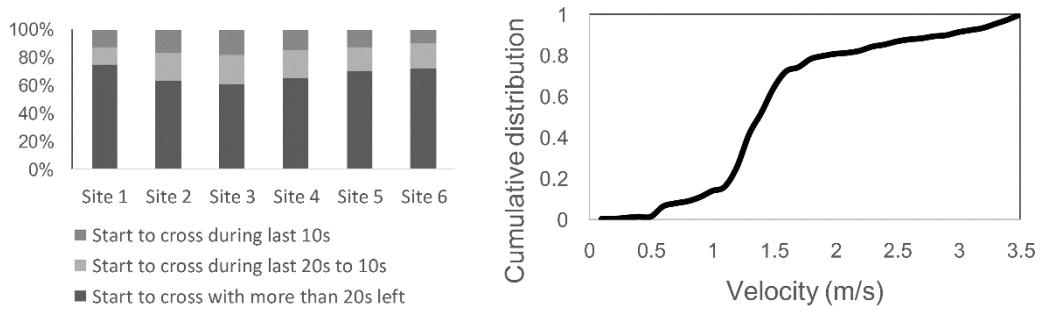 100%
80%
60%
40%
20%
0%
Site 1 Site 2 Site 3 Site 4 Site 5 Site 6
Start to cross during last 10s
Start to cross during last 20s to 10s
Start to cross with more than 20s left
Cumulative distribution
1
0.8
0.6
0.4
0.2
0
0 0.5 1 1.5 2 2.5 3 3.5
Velocity (m/s)